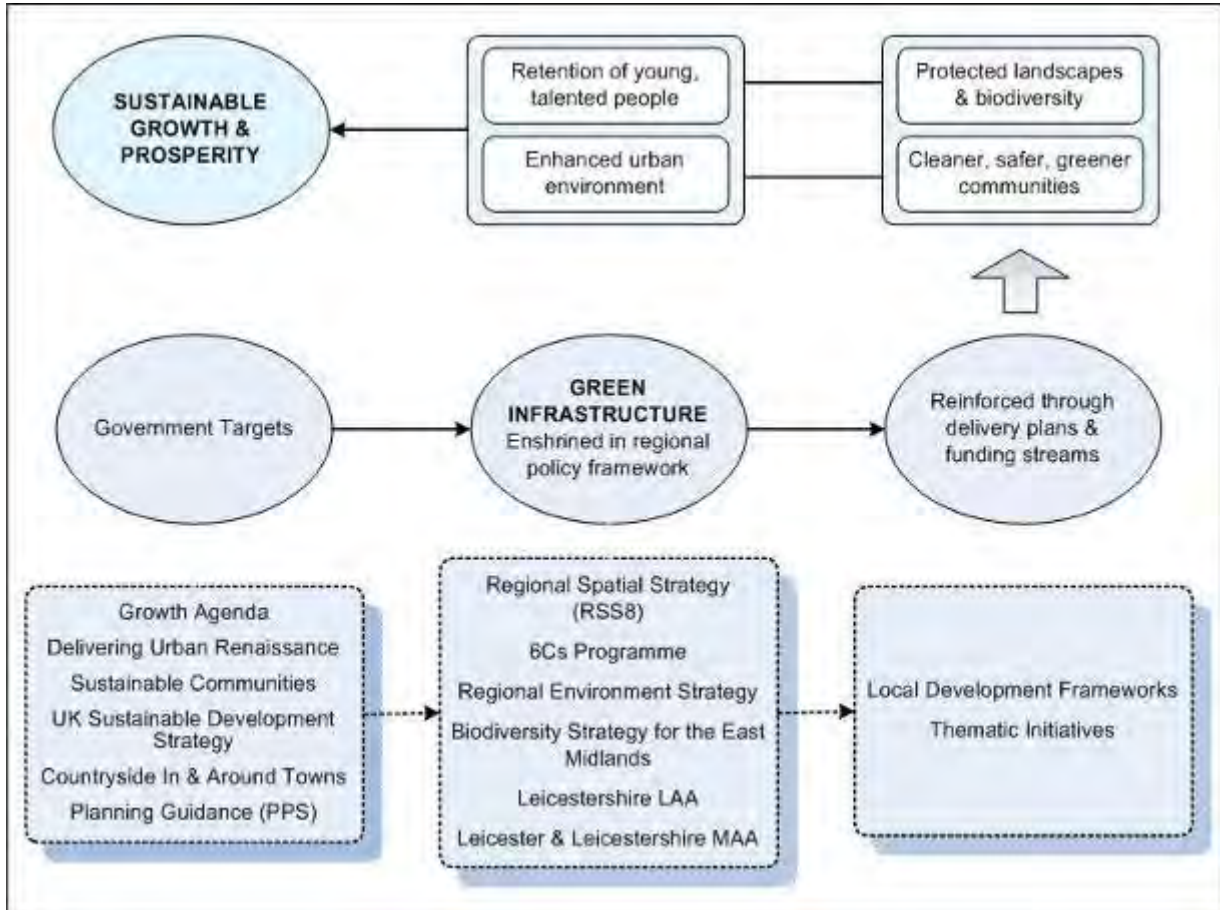 SUSTAINABLE
GROWTH &
PROSPERITY
Retention of young,
talented people
Enhanced urban
environment
Protected landscapes
& biodiversity
Cleaner, safer, greener
communities
Government Targets
GREEN
INFRASTRUCTURE
Enshrined in regional
policy framework
Reinforced through
delivery plans &
funding streams
Growth Agenda
Delivering Urban Renaissance
Sustainable Communities
UK Sustainable Development
Strategy
Countryside In & Around Towns
Planning Guidance (PPS)
Regional Spatial Strategy
(RSS8)
6Cs Programme
Regional Environment Strategy
Biodiversity Strategy for the East
Midlands
Leicestershire LAA
Leicester & Leicestershire MAA
Local Development Frameworks
Thematic Initiatives